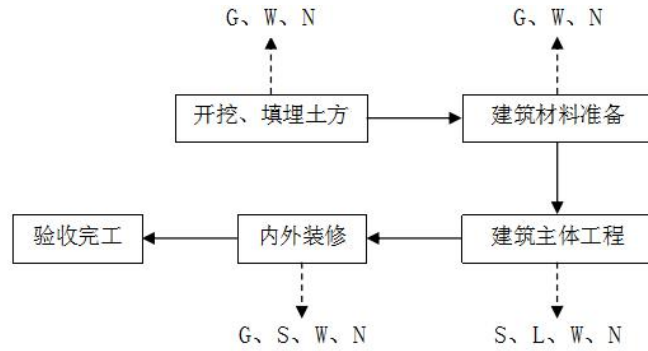 G、W、N
G、W、N
开挖、填埋土方
建筑材料准备
验收完工
内外装修
建筑主体工程
G、S、W、N
S、L、W、N